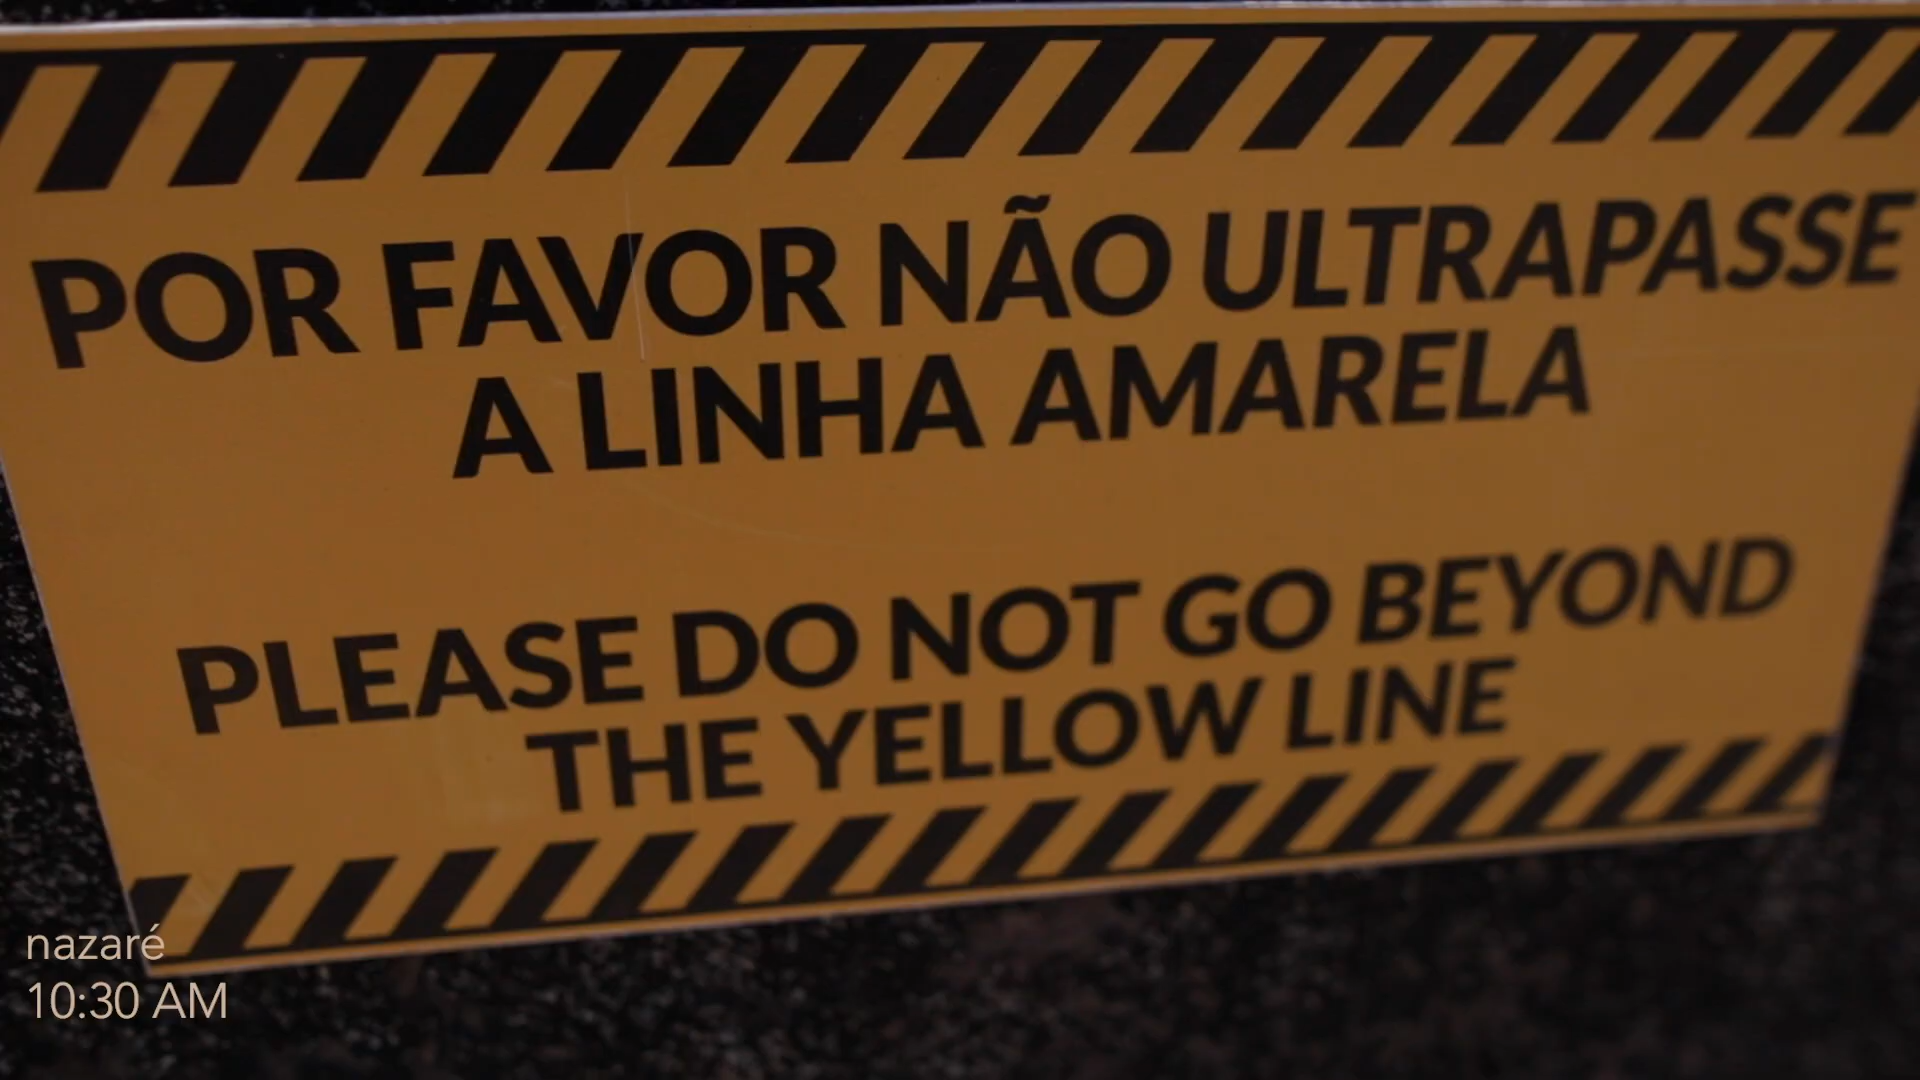 POR FAVOR NÃO ULTRAPASSE
A LINHA AMARELA
PLEASE DO NOT GO BEYOND
THE YELLOW LINE
nazaré
10:30 AM